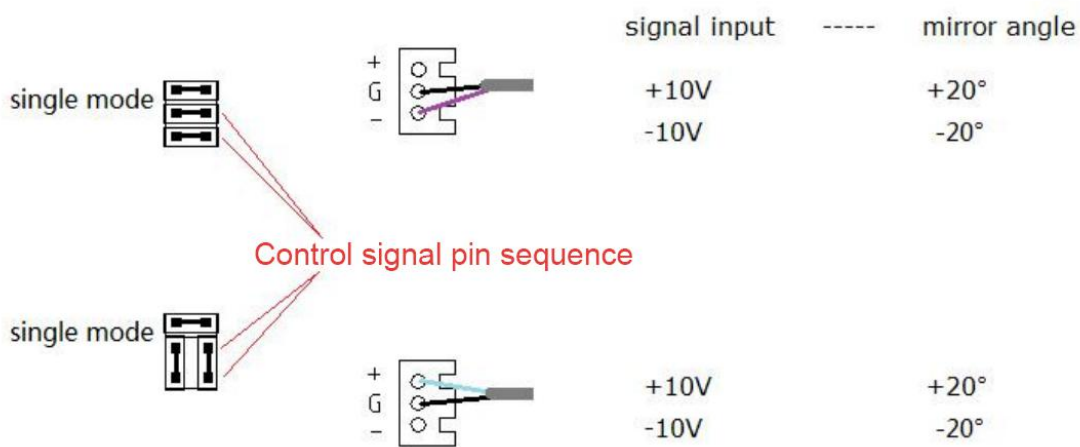 signal input ----- mirror angle
single mode
+
G
−
+10V +20°
-10V -20°
Control signal pin sequence
single mode
+
G
−
+10V +20°
-10V -20°